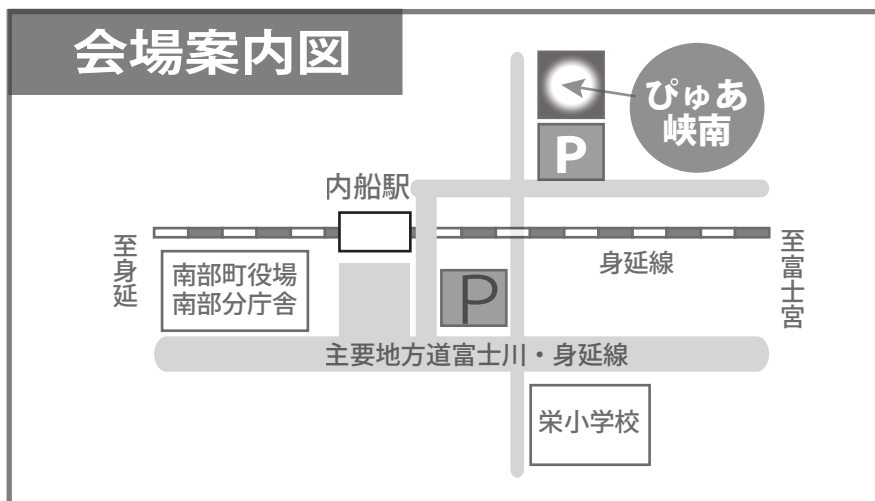 会場案内図
ぴゅあ
峡南
P
内船駅
至身延
身延線
至富士宮
南部町役場
南部分庁舎
P
主要地方道富士川・身延線
栄小学校